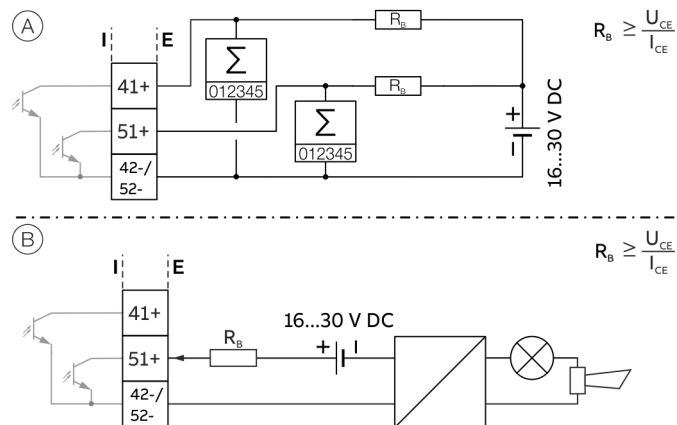 A
I E
41+
51+
42-/
52-
Σ
012345
Σ
012345
R_B
R_B
+
–
16...30 V DC
R_B ≥ U_CE / I_CE
B
I E
41+
51+
42-/
52-
R_B
16...30 V DC
+ –
R_B ≥ U_CE / I_CE